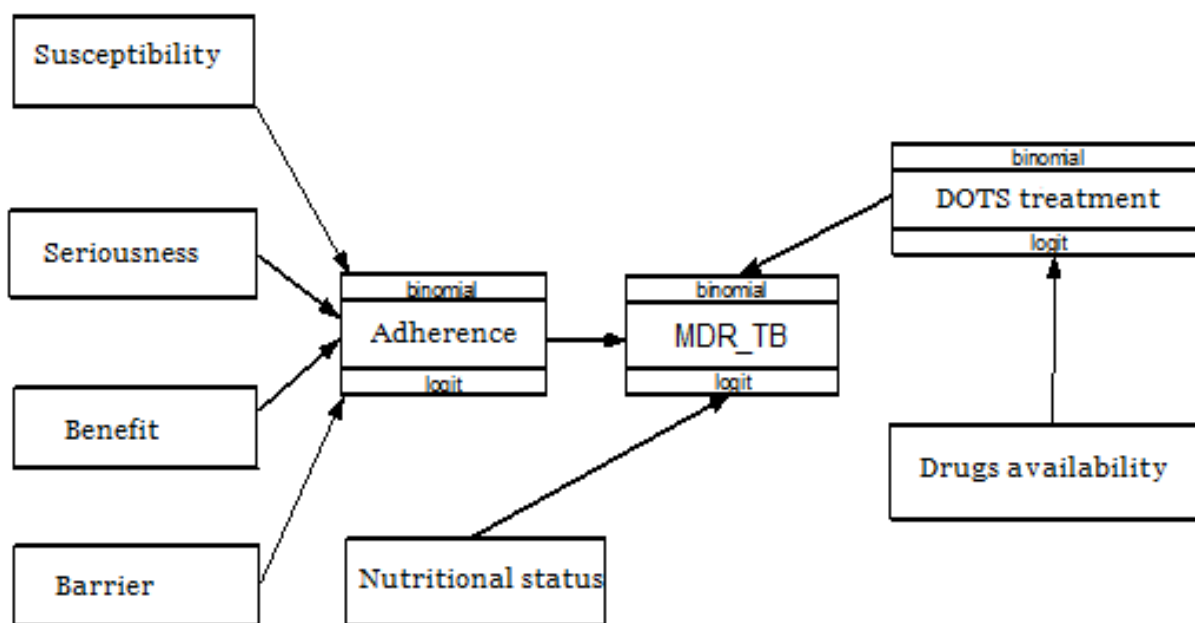 Susceptibility
Seriousness
Benefit
Barrier
binomial
Adherence
logit
Nutritional status
binomial
MDR_TB
logit
binomial
DOTS treatment
logit
Drugs availability